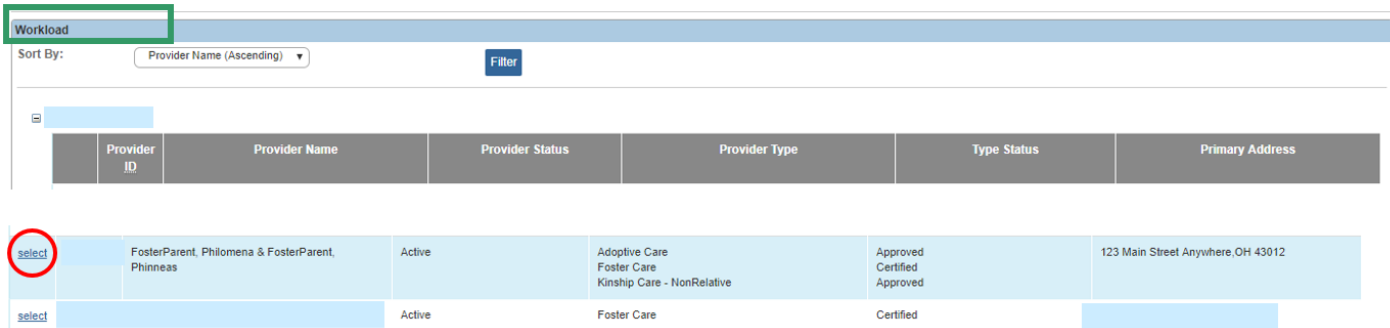 Workload
Sort By: Provider Name (Ascending) Filter
Provider ID Provider Name Provider Status Provider Type Type Status Primary Address
select FosterParent, Philomena & FosterParent, Phinneas Active Adoptive Care Approved 123 Main Street Anywhere,OH 43012
Foster Care Certified
Kinship Care - NonRelative Approved
select Active Foster Care Certified